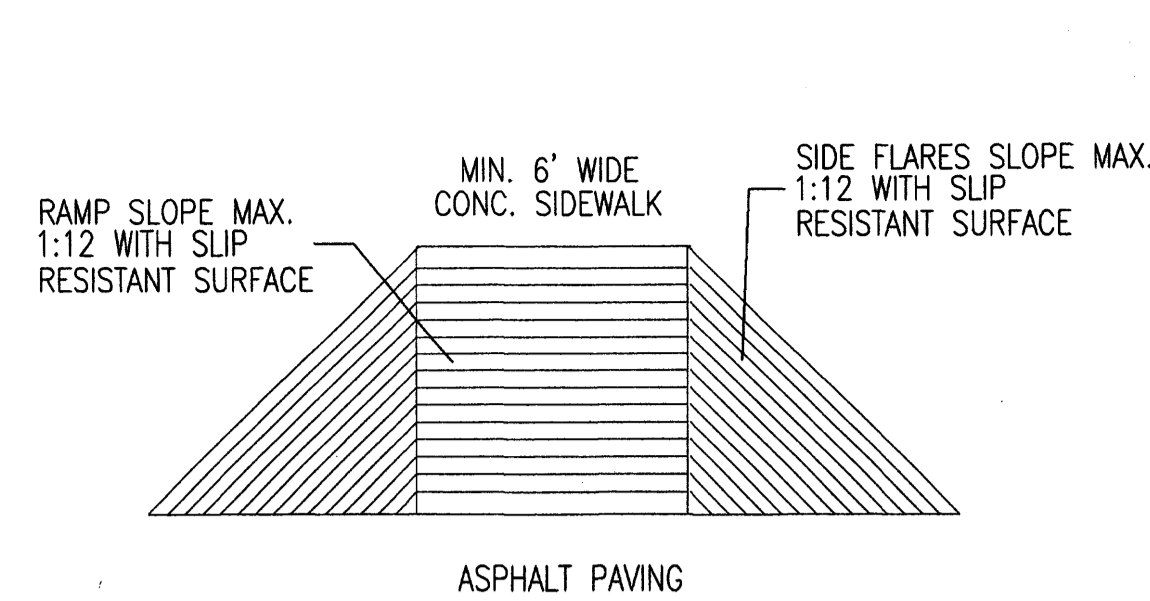 MIN. 6' WIDE
CONC. SIDEWALK
SIDE FLARES SLOPE MAX.
1:12 WITH SLIP
RESISTANT SURFACE
RAMP SLOPE MAX.
1:12 WITH SLIP
RESISTANT SURFACE
ASPHALT PAVING